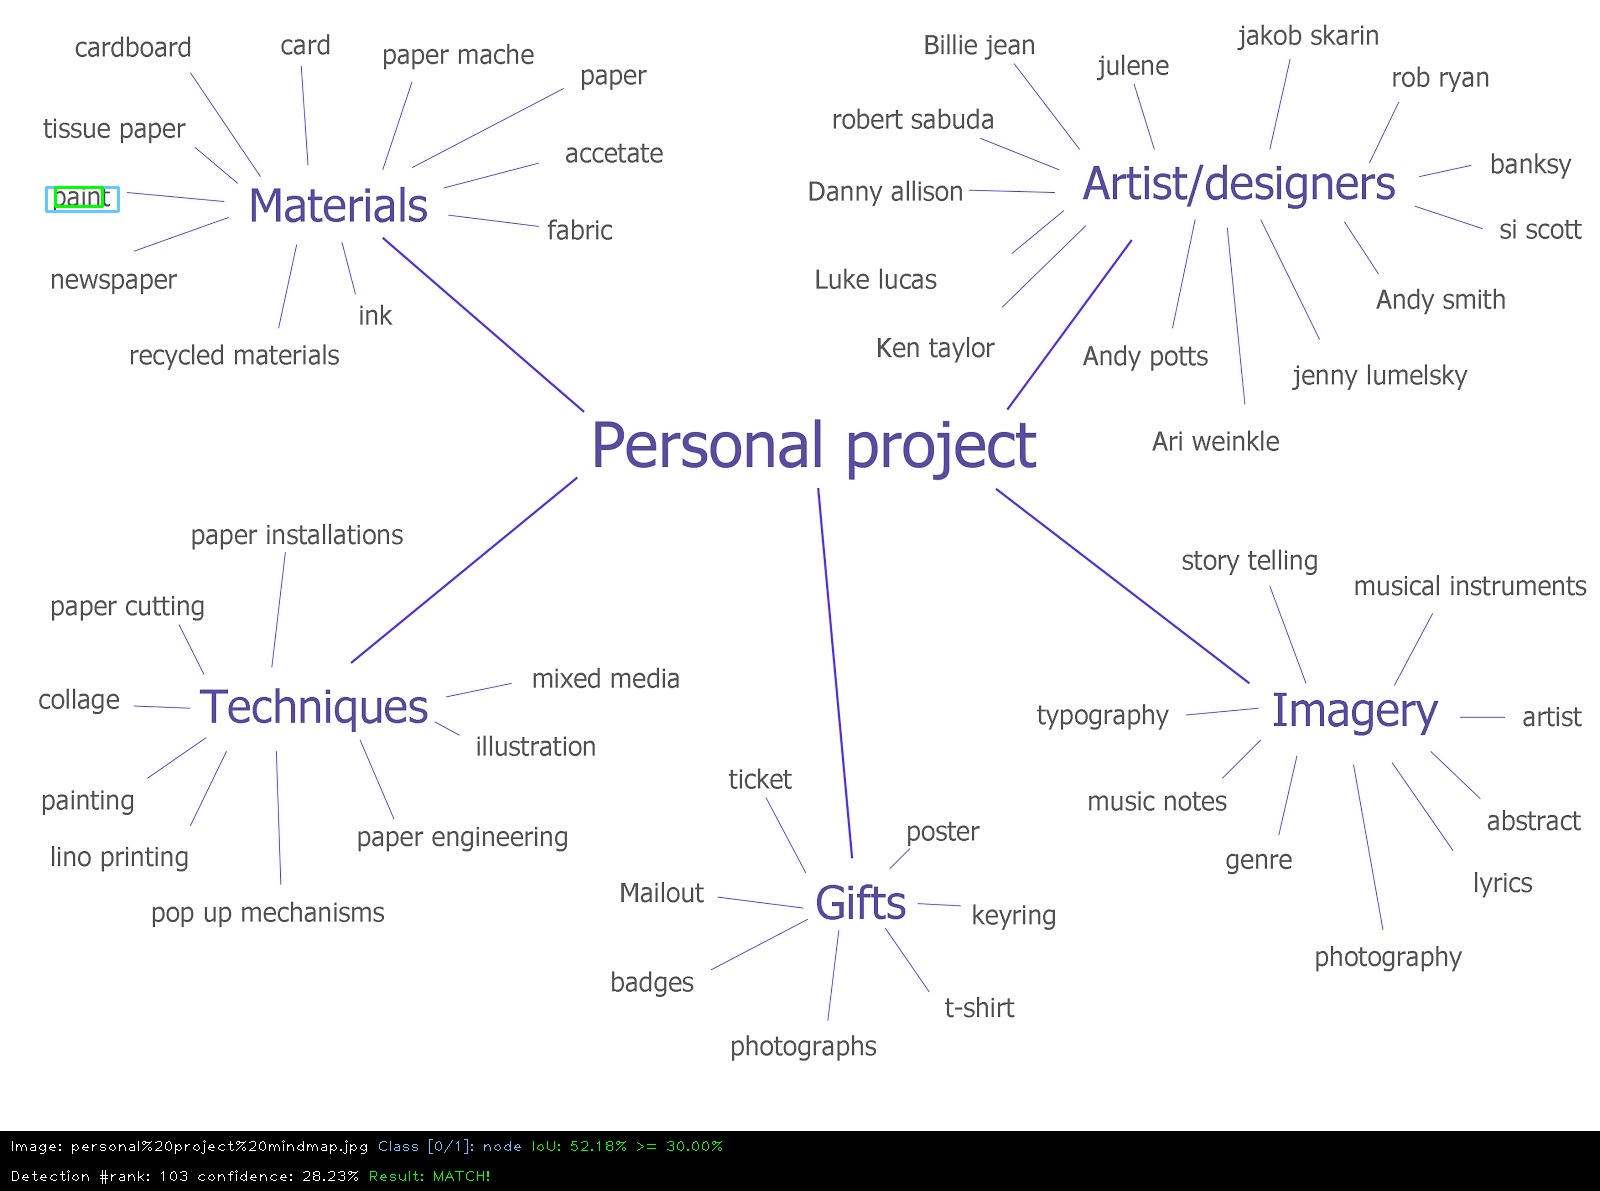 cardboard
card
paper mache
paper
tissue paper
accetate
paint
Materials
fabric
newspaper
ink
recycled materials
Billie jean
julene
jakob skarin
rob ryan
robert sabuda
banksy
Danny allison
Artist/designers
si scott
Luke lucas
Andy smith
Ken taylor
Andy potts
jenny lumelsky
Ari weinkle
Personal project
paper installations
paper cutting
collage
Techniques
mixed media
illustration
painting
lino printing
paper engineering
pop up mechanisms
ticket
poster
Mailout
Gifts
keyring
badges
t-shirt
photographs
story telling
musical instruments
typography
Imagery
artist
music notes
abstract
genre
lyrics
photography
Image: personal%20project%20mindmap.jpg Class [0/1]: node IoU: 52.18% >= 30.00%
Detection #rank: 103 confidence: 28.23% Result: MATCH!